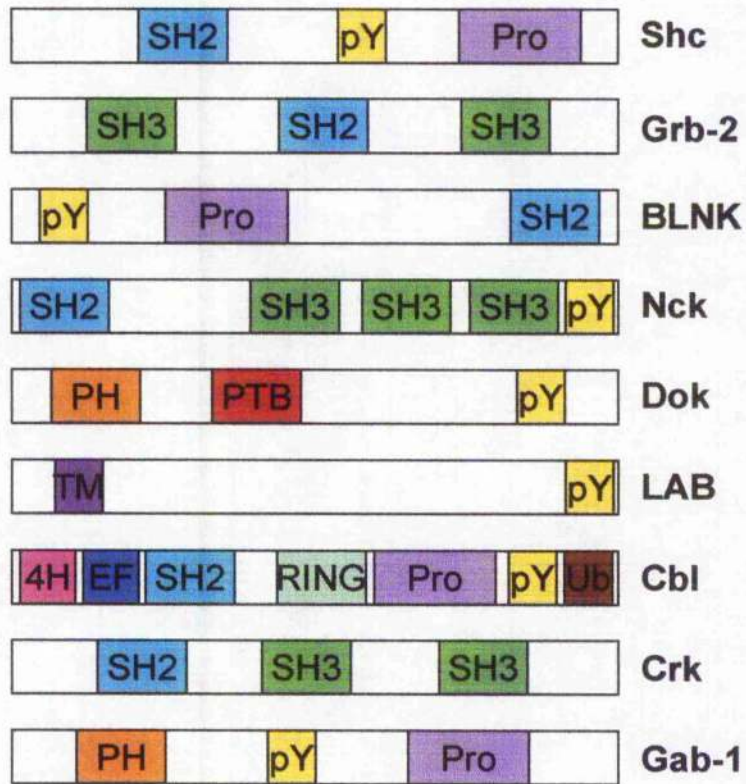 SH2 pY Pro Shc
SH3 SH2 SH3 Grb-2
pY Pro SH2 BLNK
SH2 SH3 SH3 SH3 pY Nck
PH PTB pY Dok
TM pY LAB
4H EF SH2 RING Pro pY Ub Cbl
SH2 SH3 SH3 Crk
PH pY Pro Gab-1